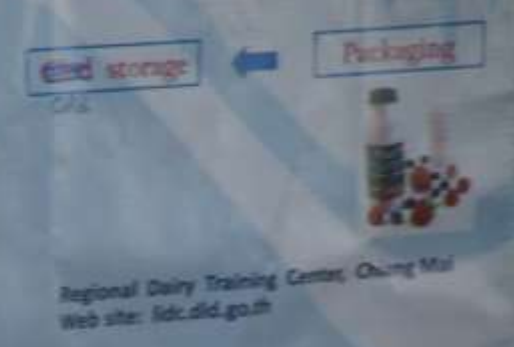 storage
Packaging
Regional Dairy Training Center, Chiang Mai
Web site: